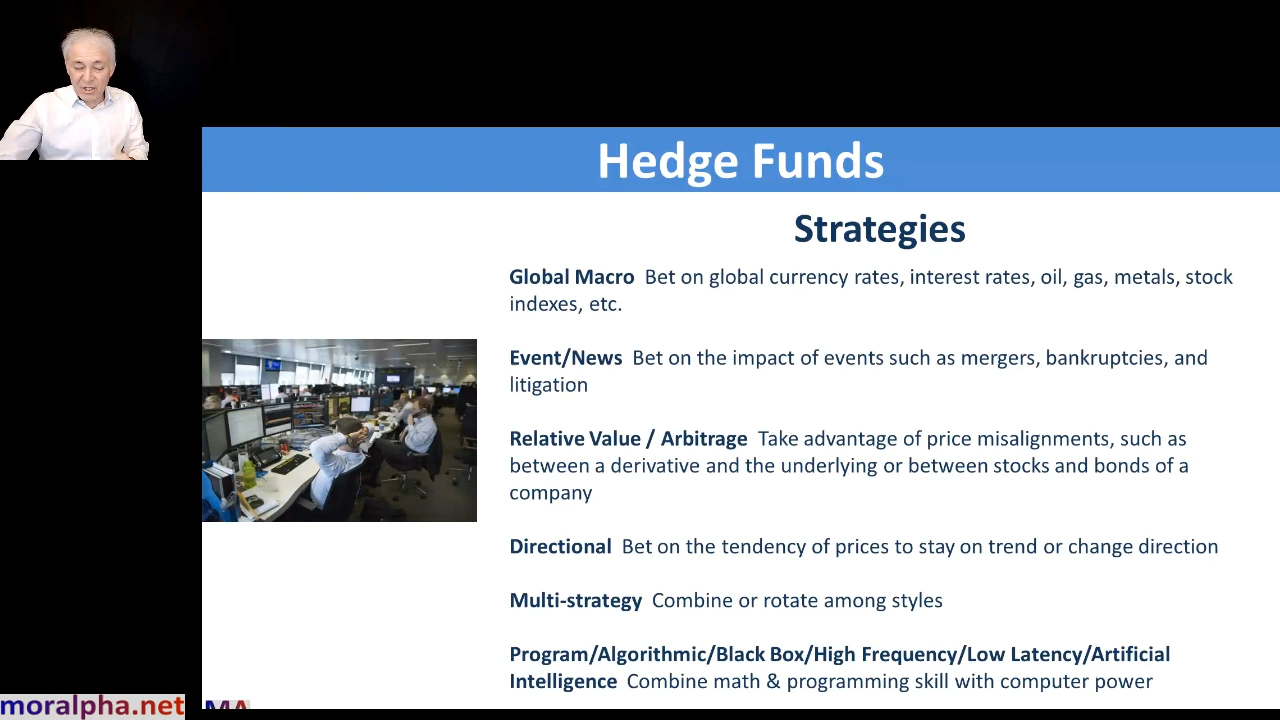 Hedge Funds
Strategies
Global Macro Bet on global currency rates, interest rates, oil, gas, metals, stock
indexes, etc.
Event/News Bet on the impact of events such as mergers, bankruptcies, and
litigation
Relative Value / Arbitrage Take advantage of price misalignments, such as
between a derivative and the underlying or between stocks and bonds of a
company
Directional Bet on the tendency of prices to stay on trend or change direction
Multi-strategy Combine or rotate among styles
Program/Algorithmic/Black Box/High Frequency/Low Latency/Artificial
Intelligence Combine math & programming skill with computer power
moralpha.net
MA